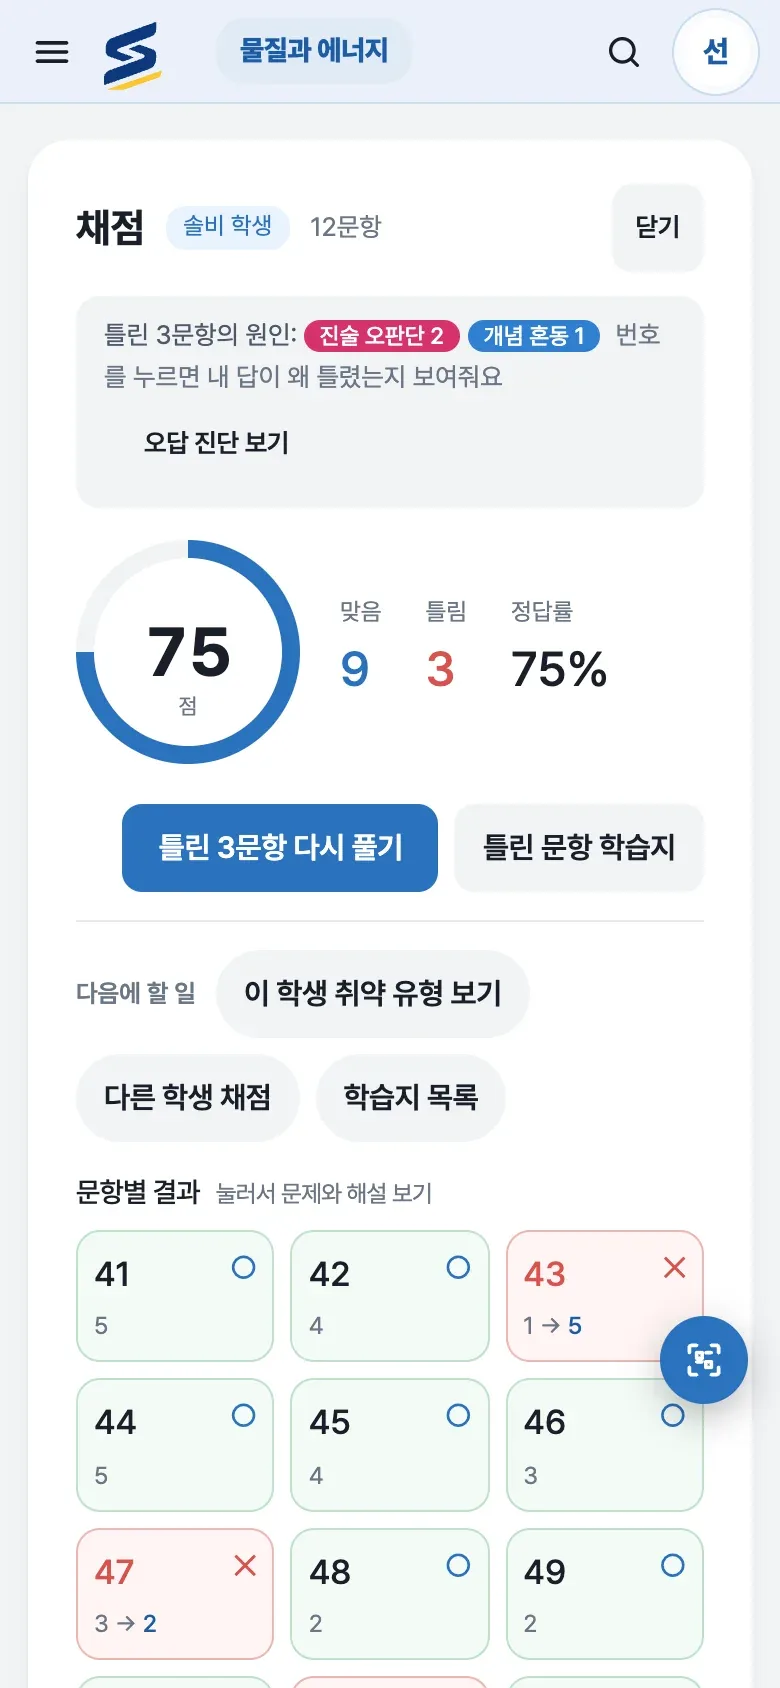 물질과 에너지
선
채점 솔비 학생 12문항 닫기
틀린 3문항의 원인: 진술 오판단 2 개념 혼동 1 번호
를 누르면 내 답이 왜 틀렸는지 보여줘요
오답 진단 보기
75
점
맞음 틀림 정답률
9 3 75%
틀린 3문항 다시 풀기 틀린 문항 학습지
다음에 할 일 이 학생 취약 유형 보기
다른 학생 채점 학습지 목록
문항별 결과 눌러서 문제와 해설 보기
41 42 43
5 4 1 → 5
44 45 46
5 4 3
47 48 49
3 → 2 2 2